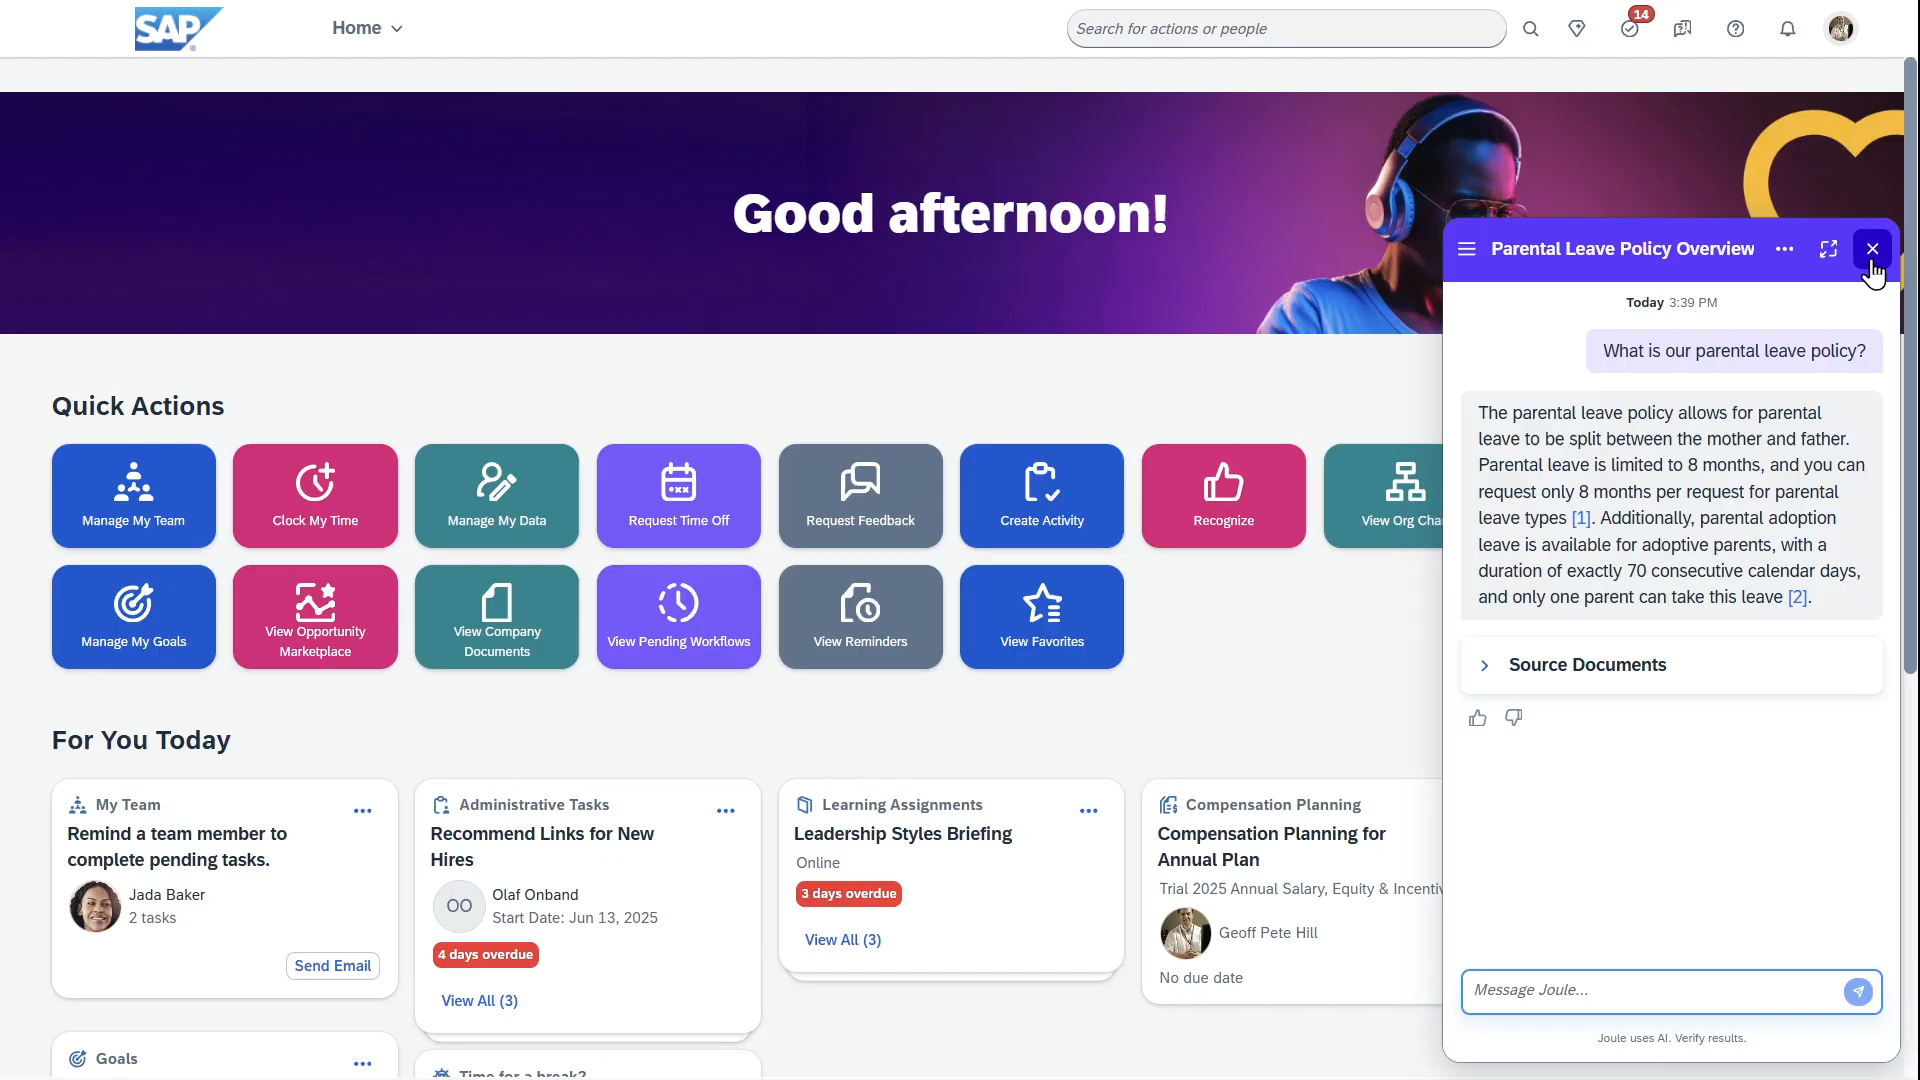 SAP
Home
Search for actions or people
14
Good afternoon!
Quick Actions
Manage My Team
Clock My Time
Manage My Data
Request Time Off
Request Feedback
Create Activity
Recognize
View Org Char
Manage My Goals
View Opportunity
Marketplace
View Company
Documents
View Pending Workflows
View Reminders
View Favorites
For You Today
My Team
Remind a team member to
complete pending tasks.
Jada Baker
2 tasks
Send Email
Administrative Tasks
Recommend Links for New
Hires
OO
Olaf Onband
Start Date: Jun 13, 2025
4 days overdue
View All (3)
Learning Assignments
Leadership Styles Briefing
Online
3 days overdue
View All (3)
Compensation Planning
Compensation Planning for
Annual Plan
Trial 2025 Annual Salary, Equity & Incentiv
Geoff Pete Hill
No due date
Goals
Time for a break?
Parental Leave Policy Overview
Today 3:39 PM
What is our parental leave policy?
The parental leave policy allows for parental
leave to be split between the mother and father.
Parental leave is limited to 8 months, and you can
request only 8 months per request for parental
leave types [1]. Additionally, parental adoption
leave is available for adoptive parents, with a
duration of exactly 70 consecutive calendar days,
and only one parent can take this leave [2].
Source Documents
Message Joule...
Joule uses AI. Verify results.